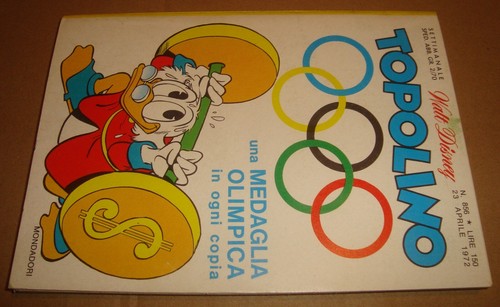 SETTIMANALE
SPED. ABB. GR. 2/70
Walt Disney
TOPOLINO
N. 856 • LIRE 150
23 APRILE 1972
una MEDAGLIA
OLIMPICA
in ogni copia
$
MONDADORI